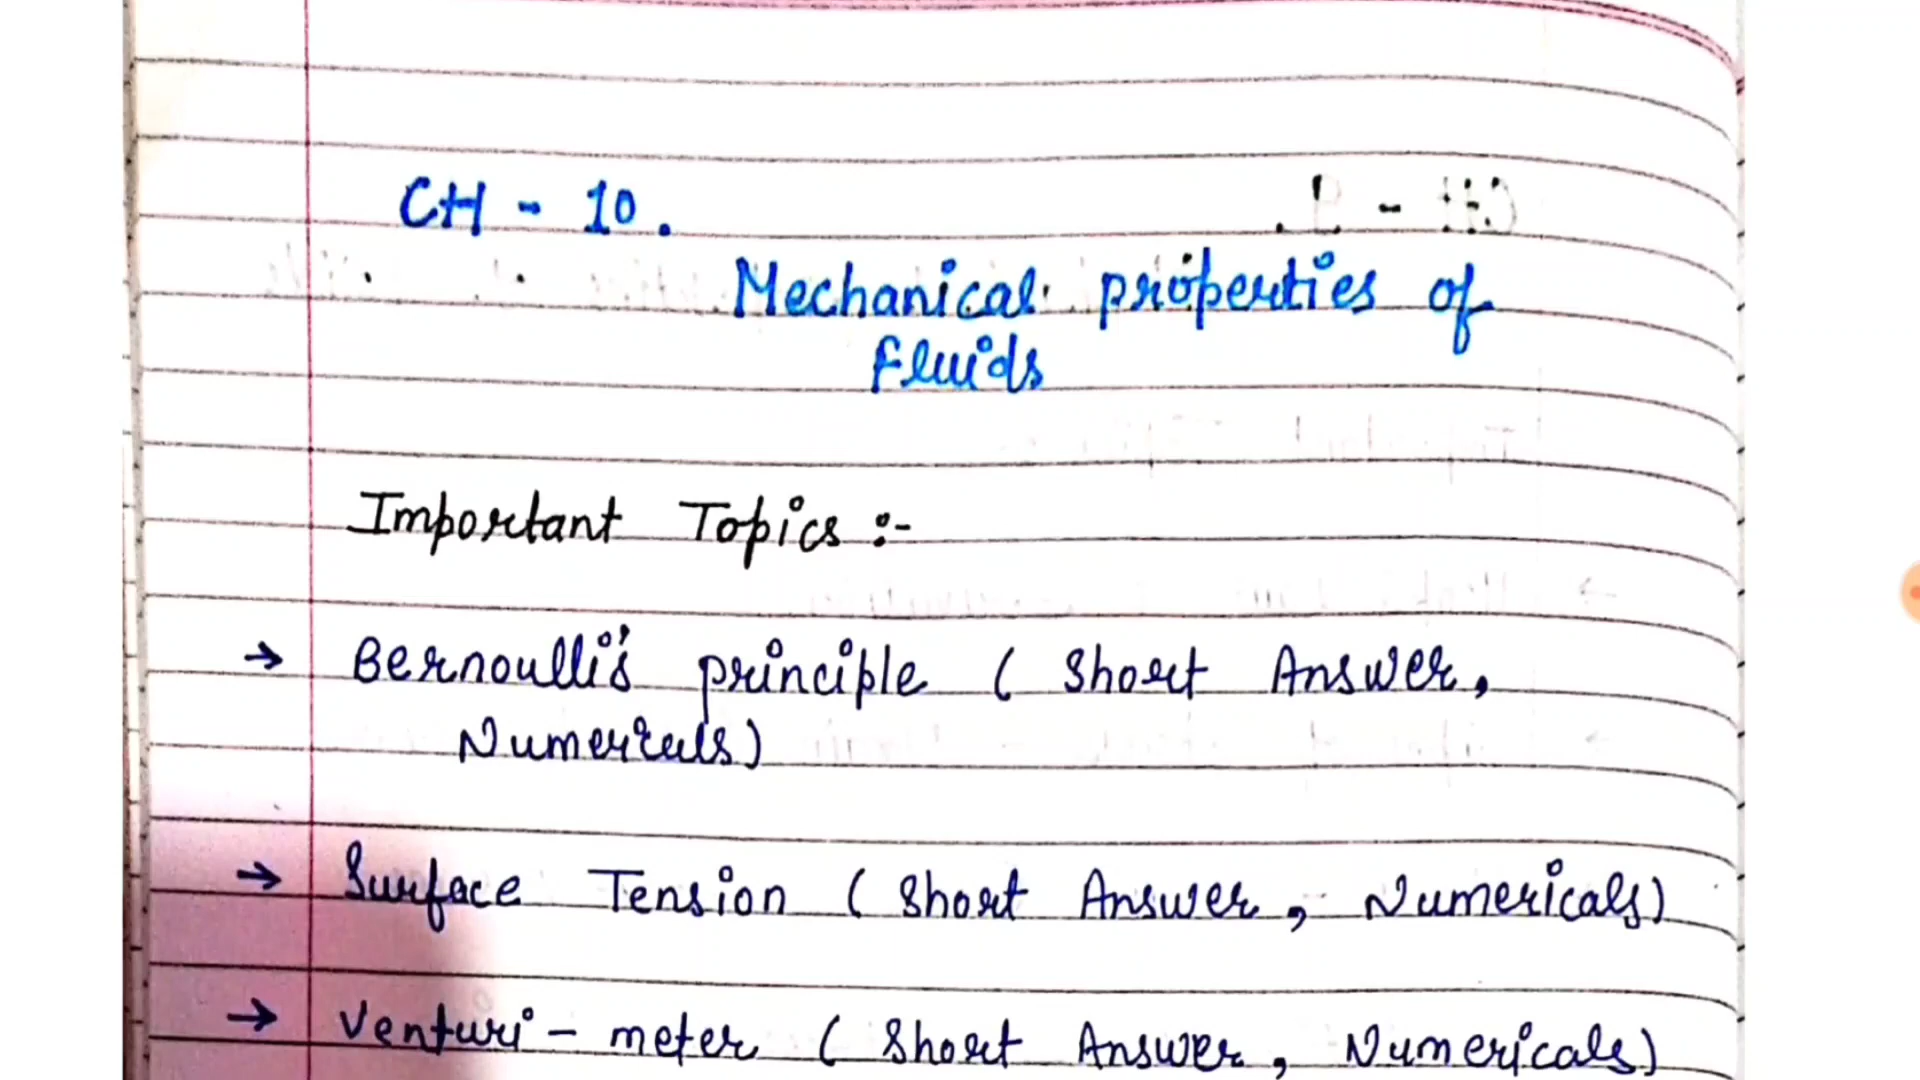 CH - 10.
Mechanical properties of
fluids
Important Topics :-
→ Bernoulli's principle ( Short Answer,
Numericals)
→ Surface Tension ( Short Answer, Numericals)
→ Venturi - meter ( Short Answer, Numericals)